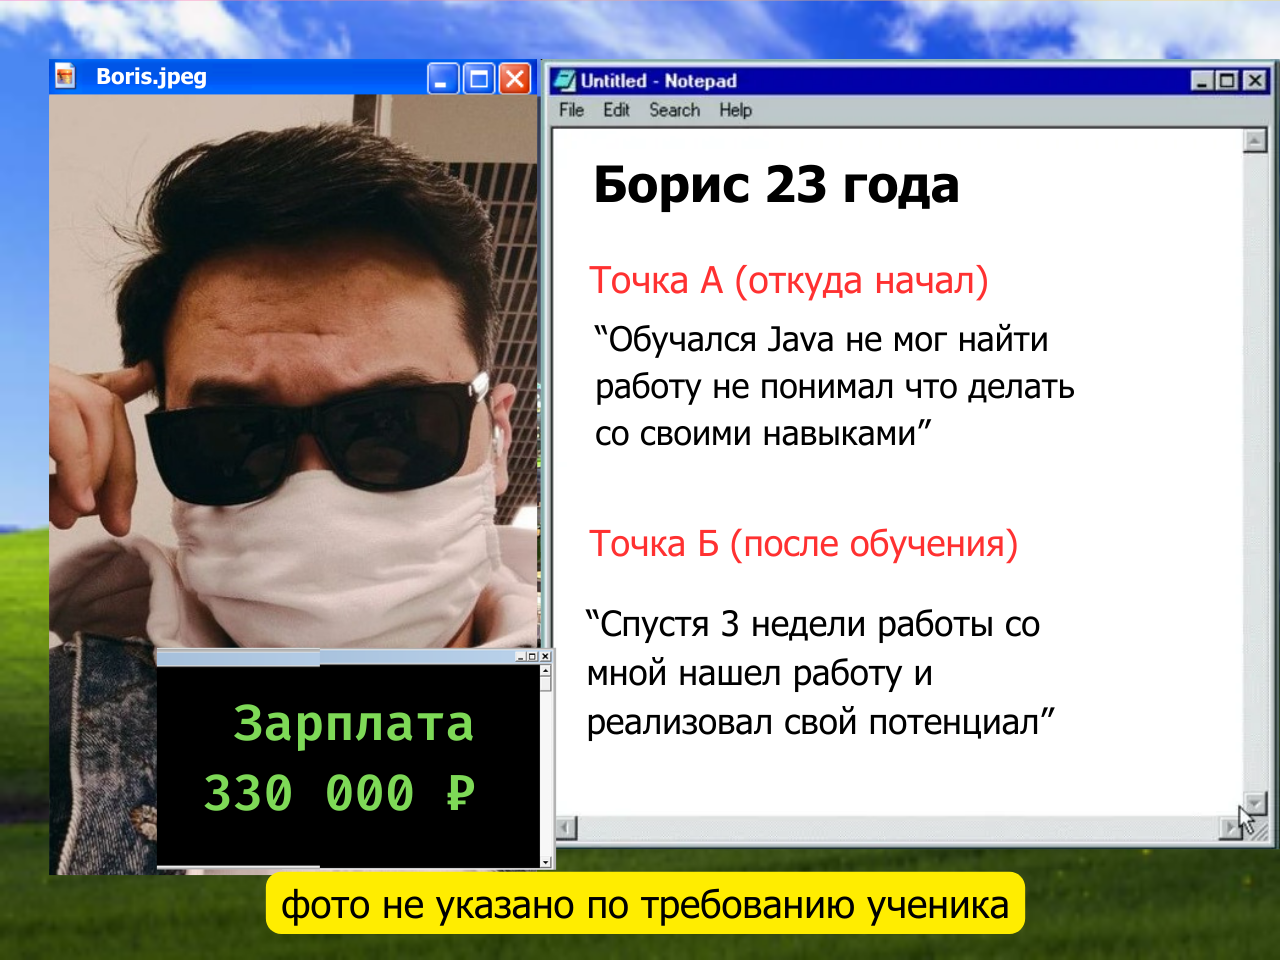 Boris.jpeg
Untitled - Notepad
File Edit Search Help
Борис 23 года
Точка А (откуда начал)
“Обучался Java не мог найти
работу не понимал что делать
со своими навыками”
Точка Б (после обучения)
“Спустя 3 недели работы со
мной нашел работу и
реализовал свой потенциал”
Зарплата
330 000 ₽
фото не указано по требованию ученика